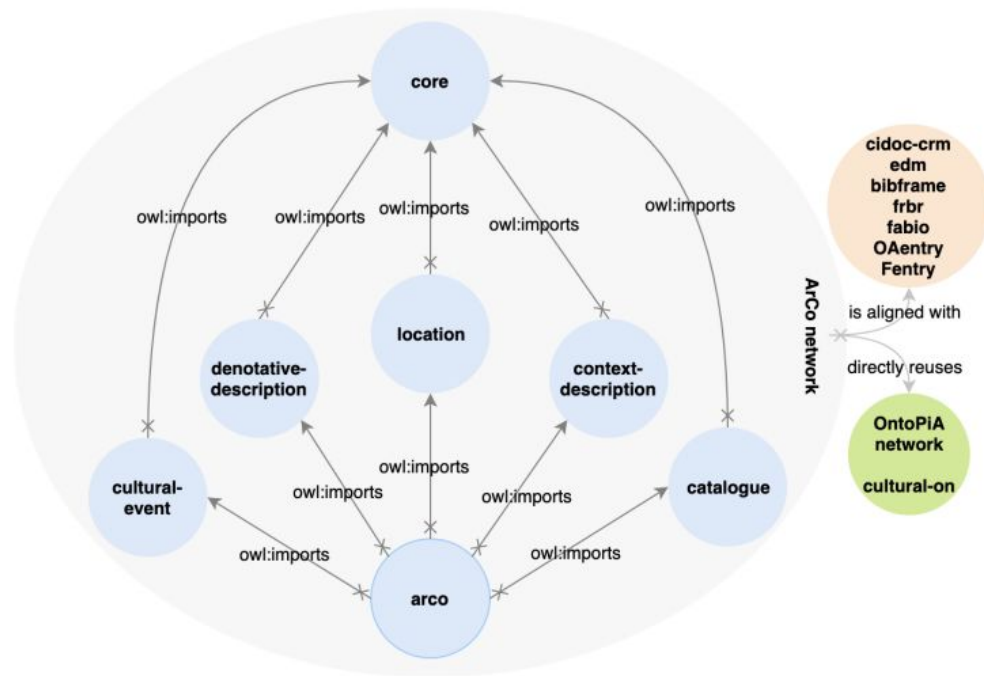 core
owl:imports
owl:imports
owl:imports
owl:imports
owl:imports
location
denotative-
description
context-
description
cultural-
event
owl:imports
owl:imports
owl:imports
catalogue
owl:imports
owl:imports
arco
ArCo network
cidoc-crm
edm
bibframe
frbr
fabio
OAentry
Fentry
is aligned with
directly reuses
OntoPiA
network
cultural-on